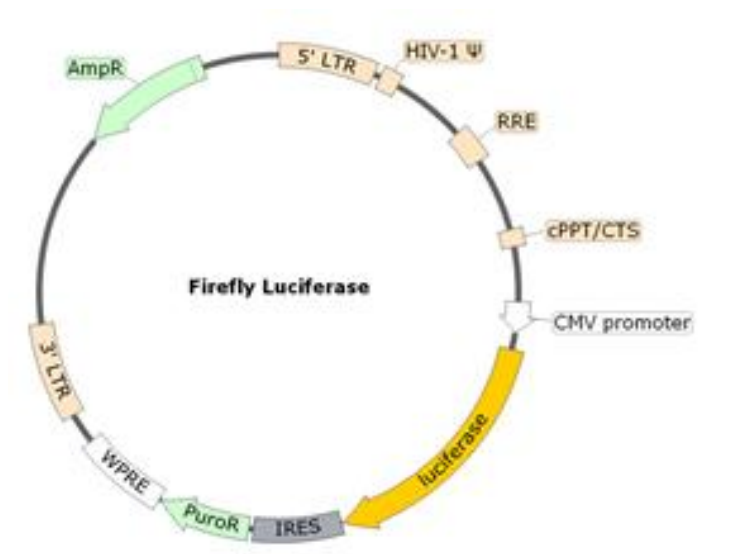 5' LTR
HIV-1 Ψ
AmpR
RRE
cPPT/CTS
Firefly Luciferase
CMV promoter
3' LTR
luciferase
WPRE
PuroR
IRES